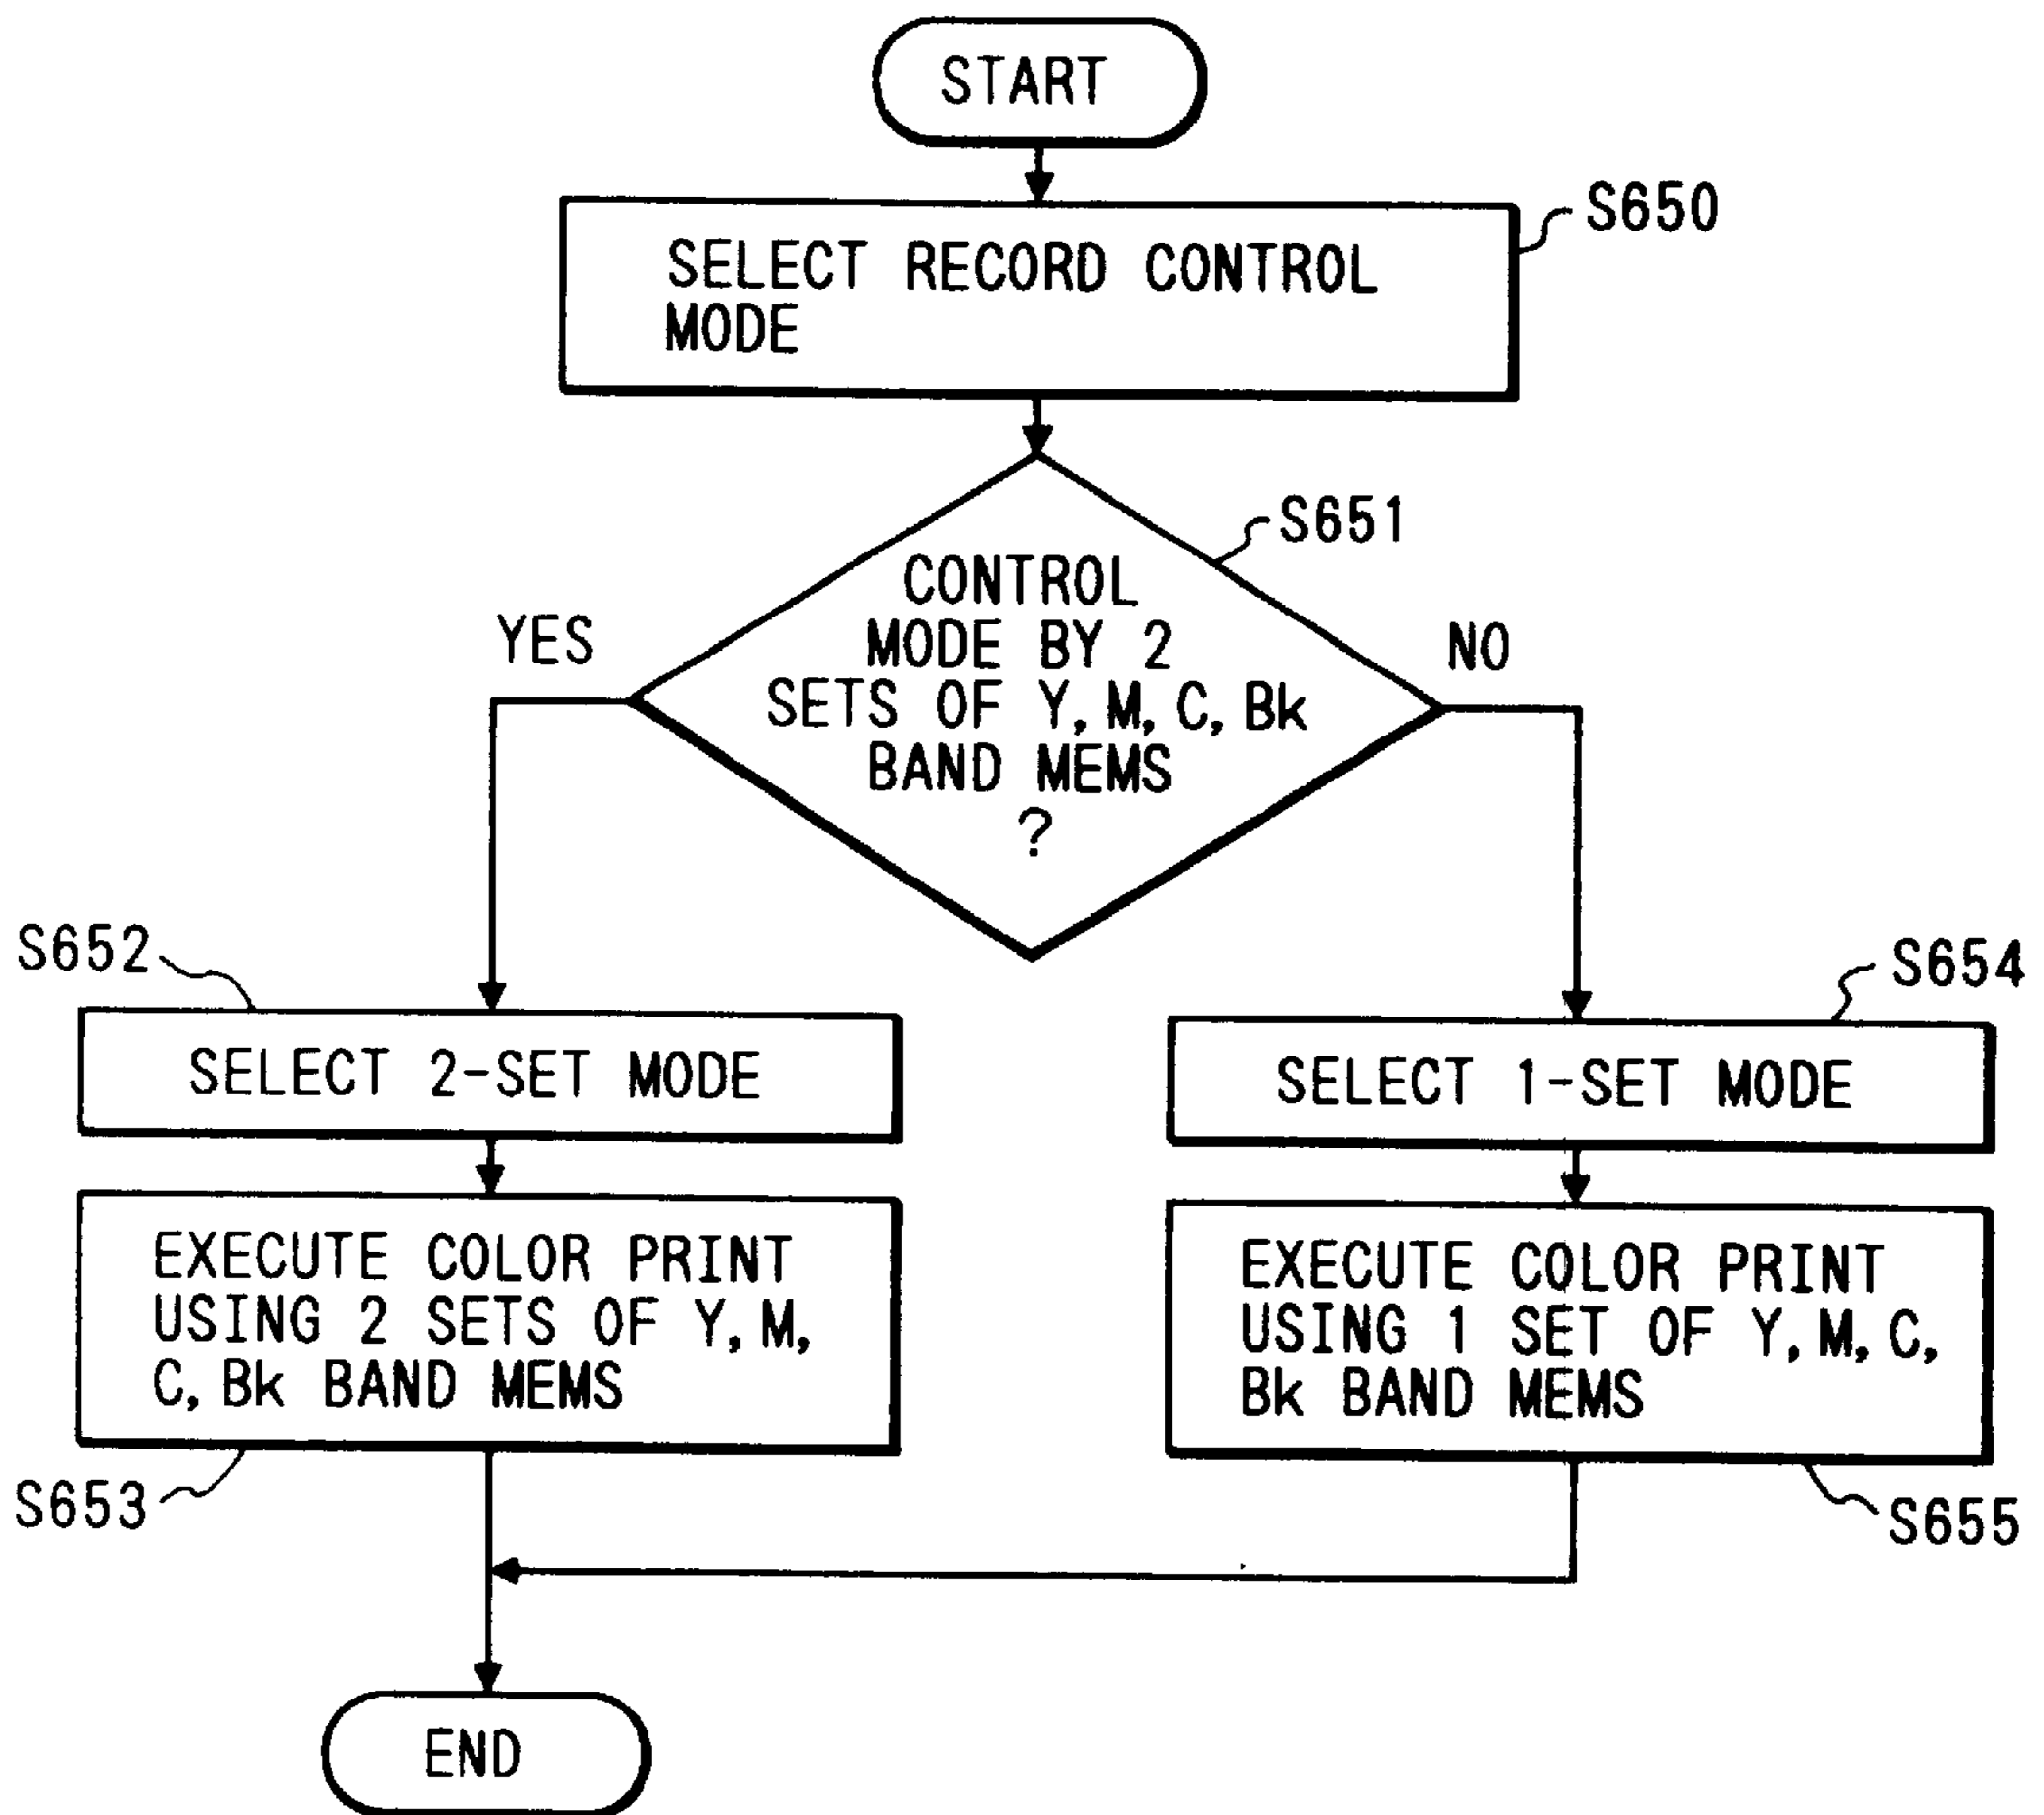 START
S650
SELECT RECORD CONTROL
MODE
S651
CONTROL
MODE BY 2
SETS OF Y, M, C, Bk
BAND MEMS
?
YES
NO
S652
SELECT 2-SET MODE
S654
SELECT 1-SET MODE
EXECUTE COLOR PRINT
USING 2 SETS OF Y, M,
C, Bk BAND MEMS
S653
EXECUTE COLOR PRINT
USING 1 SET OF Y, M, C,
Bk BAND MEMS
S655
END